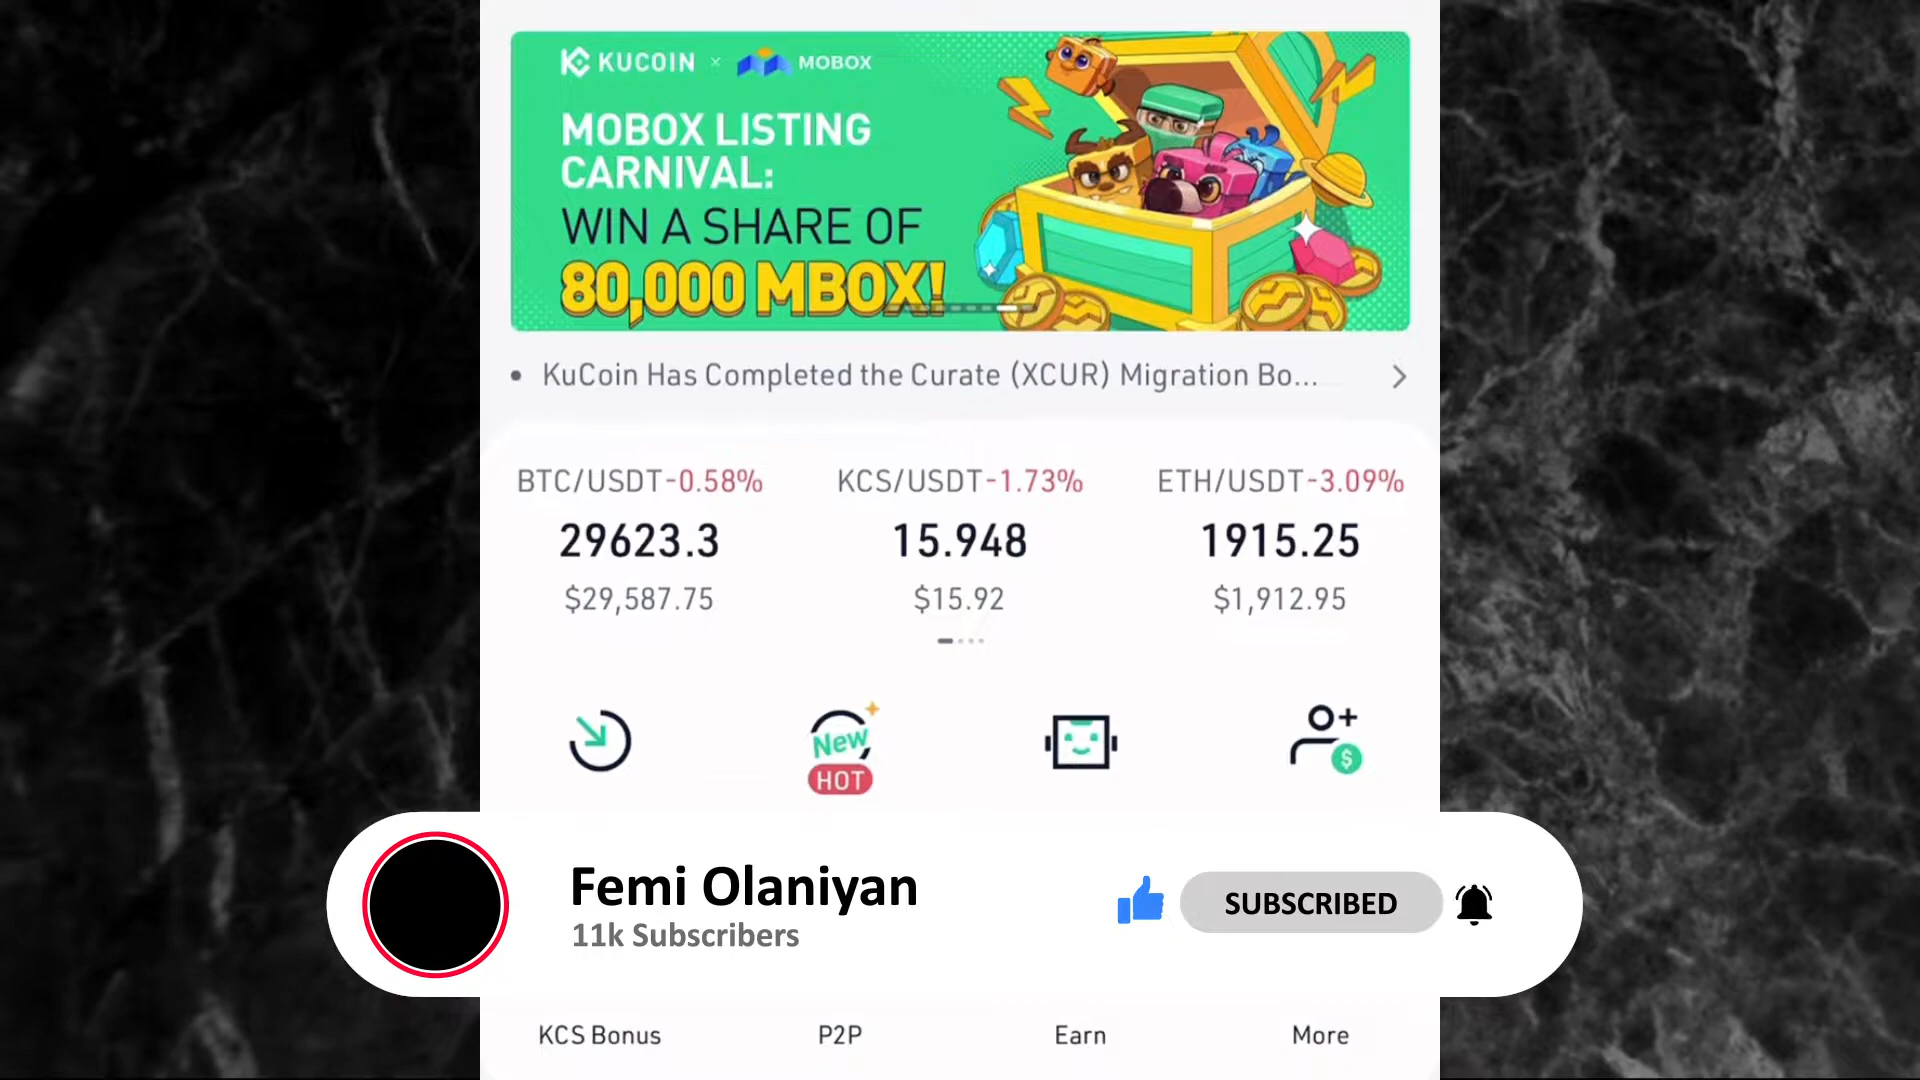 KUCOIN × MOBOX
MOBOX LISTING
CARNIVAL:
WIN A SHARE OF
80,000 MBOX!
• KuCoin Has Completed the Curate (XCUR) Migration Bo...
BTC/USDT-0.58% KCS/USDT-1.73% ETH/USDT-3.09%
29623.3 15.948 1915.25
$29,587.75 $15.92 $1,912.95
New
HOT
$
Femi Olaniyan
11k Subscribers
SUBSCRIBED
KCS Bonus P2P Earn More